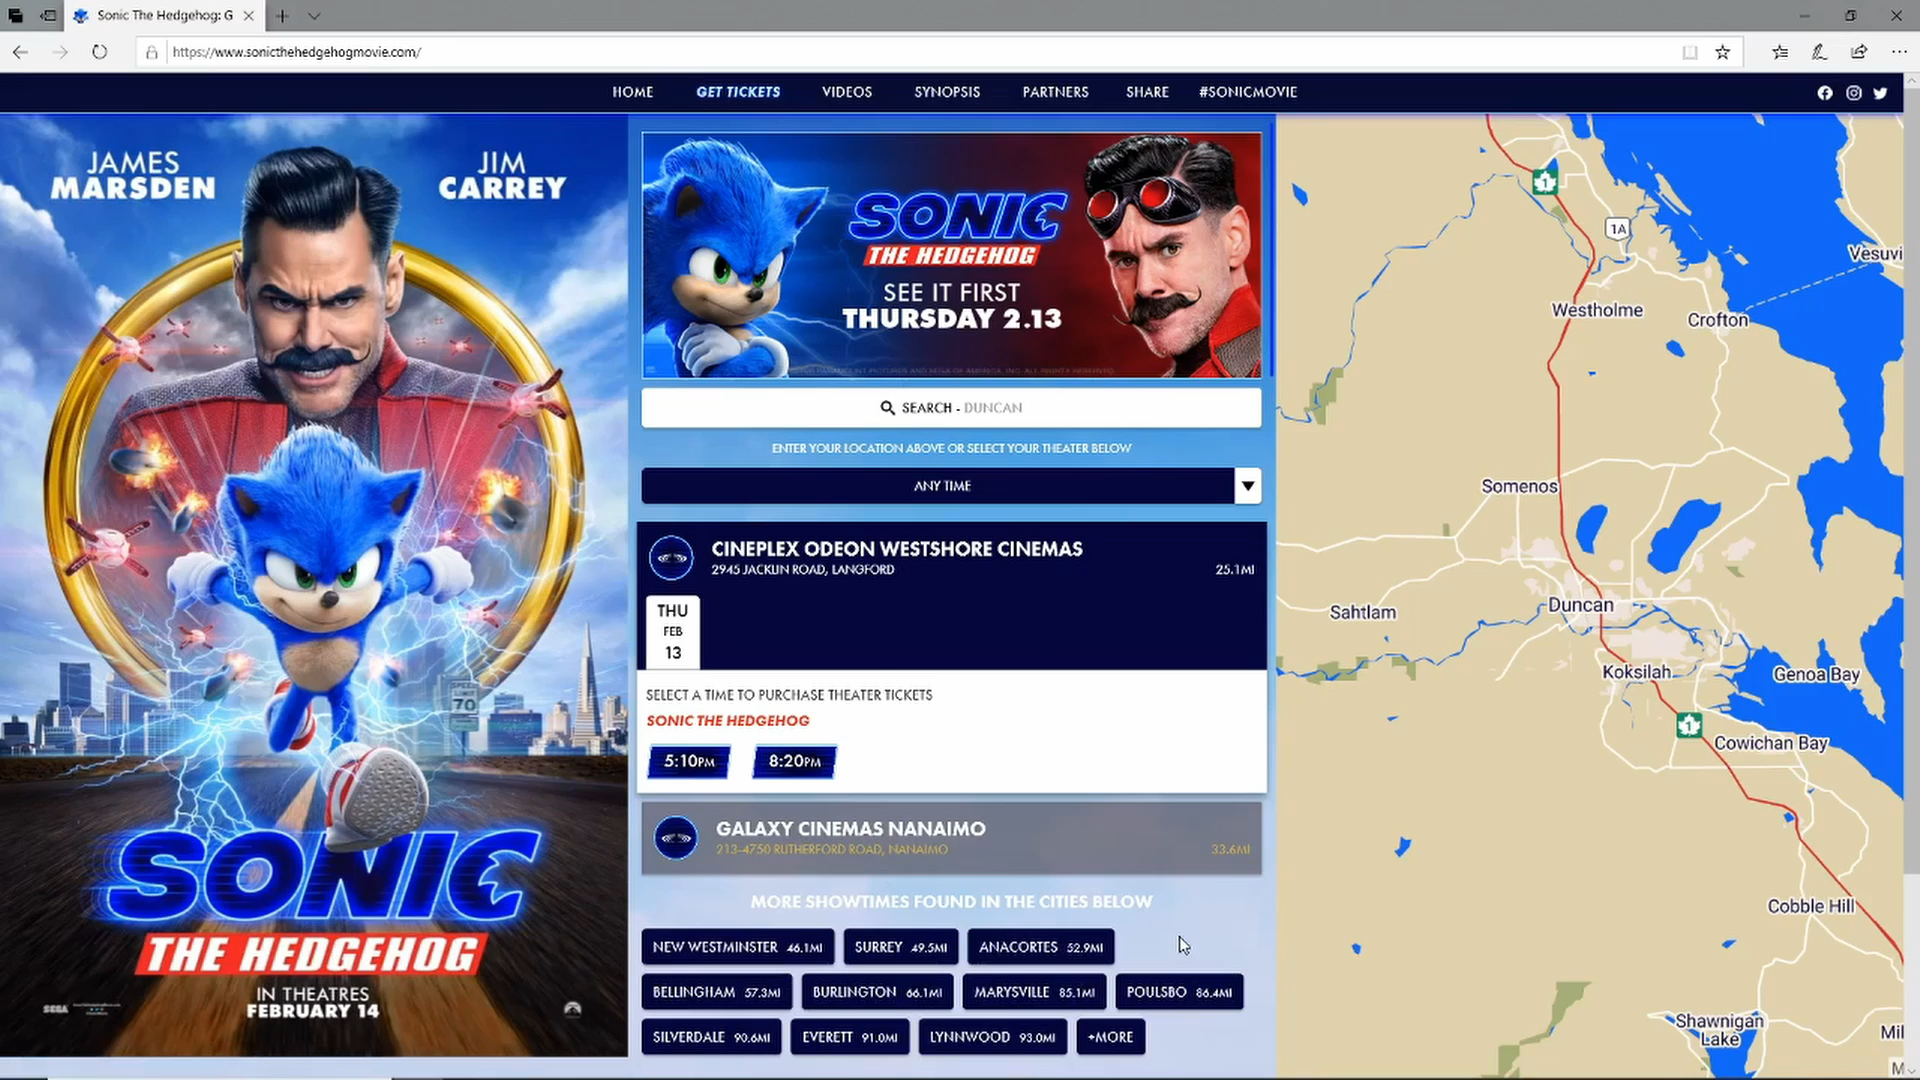 Sonic The Hedgehog: G
https://www.sonicthehedgehogmovie.com/
HOME
GET TICKETS
VIDEOS
SYNOPSIS
PARTNERS
SHARE
#SONICMOVIE
JAMES
MARSDEN
JIM
CARREY
SPEED
LIMIT
70
SONIC
THE HEDGEHOG
IN THEATRES
FEBRUARY 14
SEGA
SONIC
THE HEDGEHOG
SEE IT FIRST
THURSDAY 2.13
SEARCH - DUNCAN
ENTER YOUR LOCATION ABOVE OR SELECT YOUR THEATER BELOW
ANY TIME
CINEPLEX ODEON WESTSHORE CINEMAS
2945 JACKLIN ROAD, LANGFORD
25.1MI
THU
FEB
13
SELECT A TIME TO PURCHASE THEATER TICKETS
SONIC THE HEDGEHOG
5:10PM
8:20PM
GALAXY CINEMAS NANAIMO
213-4750 RUTHERFORD ROAD, NANAIMO
33.6MI
MORE SHOWTIMES FOUND IN THE CITIES BELOW
NEW WESTMINSTER 46.1MI
SURREY 49.5MI
ANACORTES 52.9MI
BELLINGHAM 57.3MI
BURLINGTON 66.1MI
MARYSVILLE 85.1MI
POULSBO 86.4MI
SILVERDALE 90.6MI
EVERETT 91.0MI
LYNNWOOD 93.0MI
+MORE
1
1A
Vesuvi
Westholme
Crofton
Somenos
Duncan
Sahtlam
Koksilah
Genoa Bay
1
Cowichan Bay
Cobble Hill
Shawnigan
Lake
Mil
M